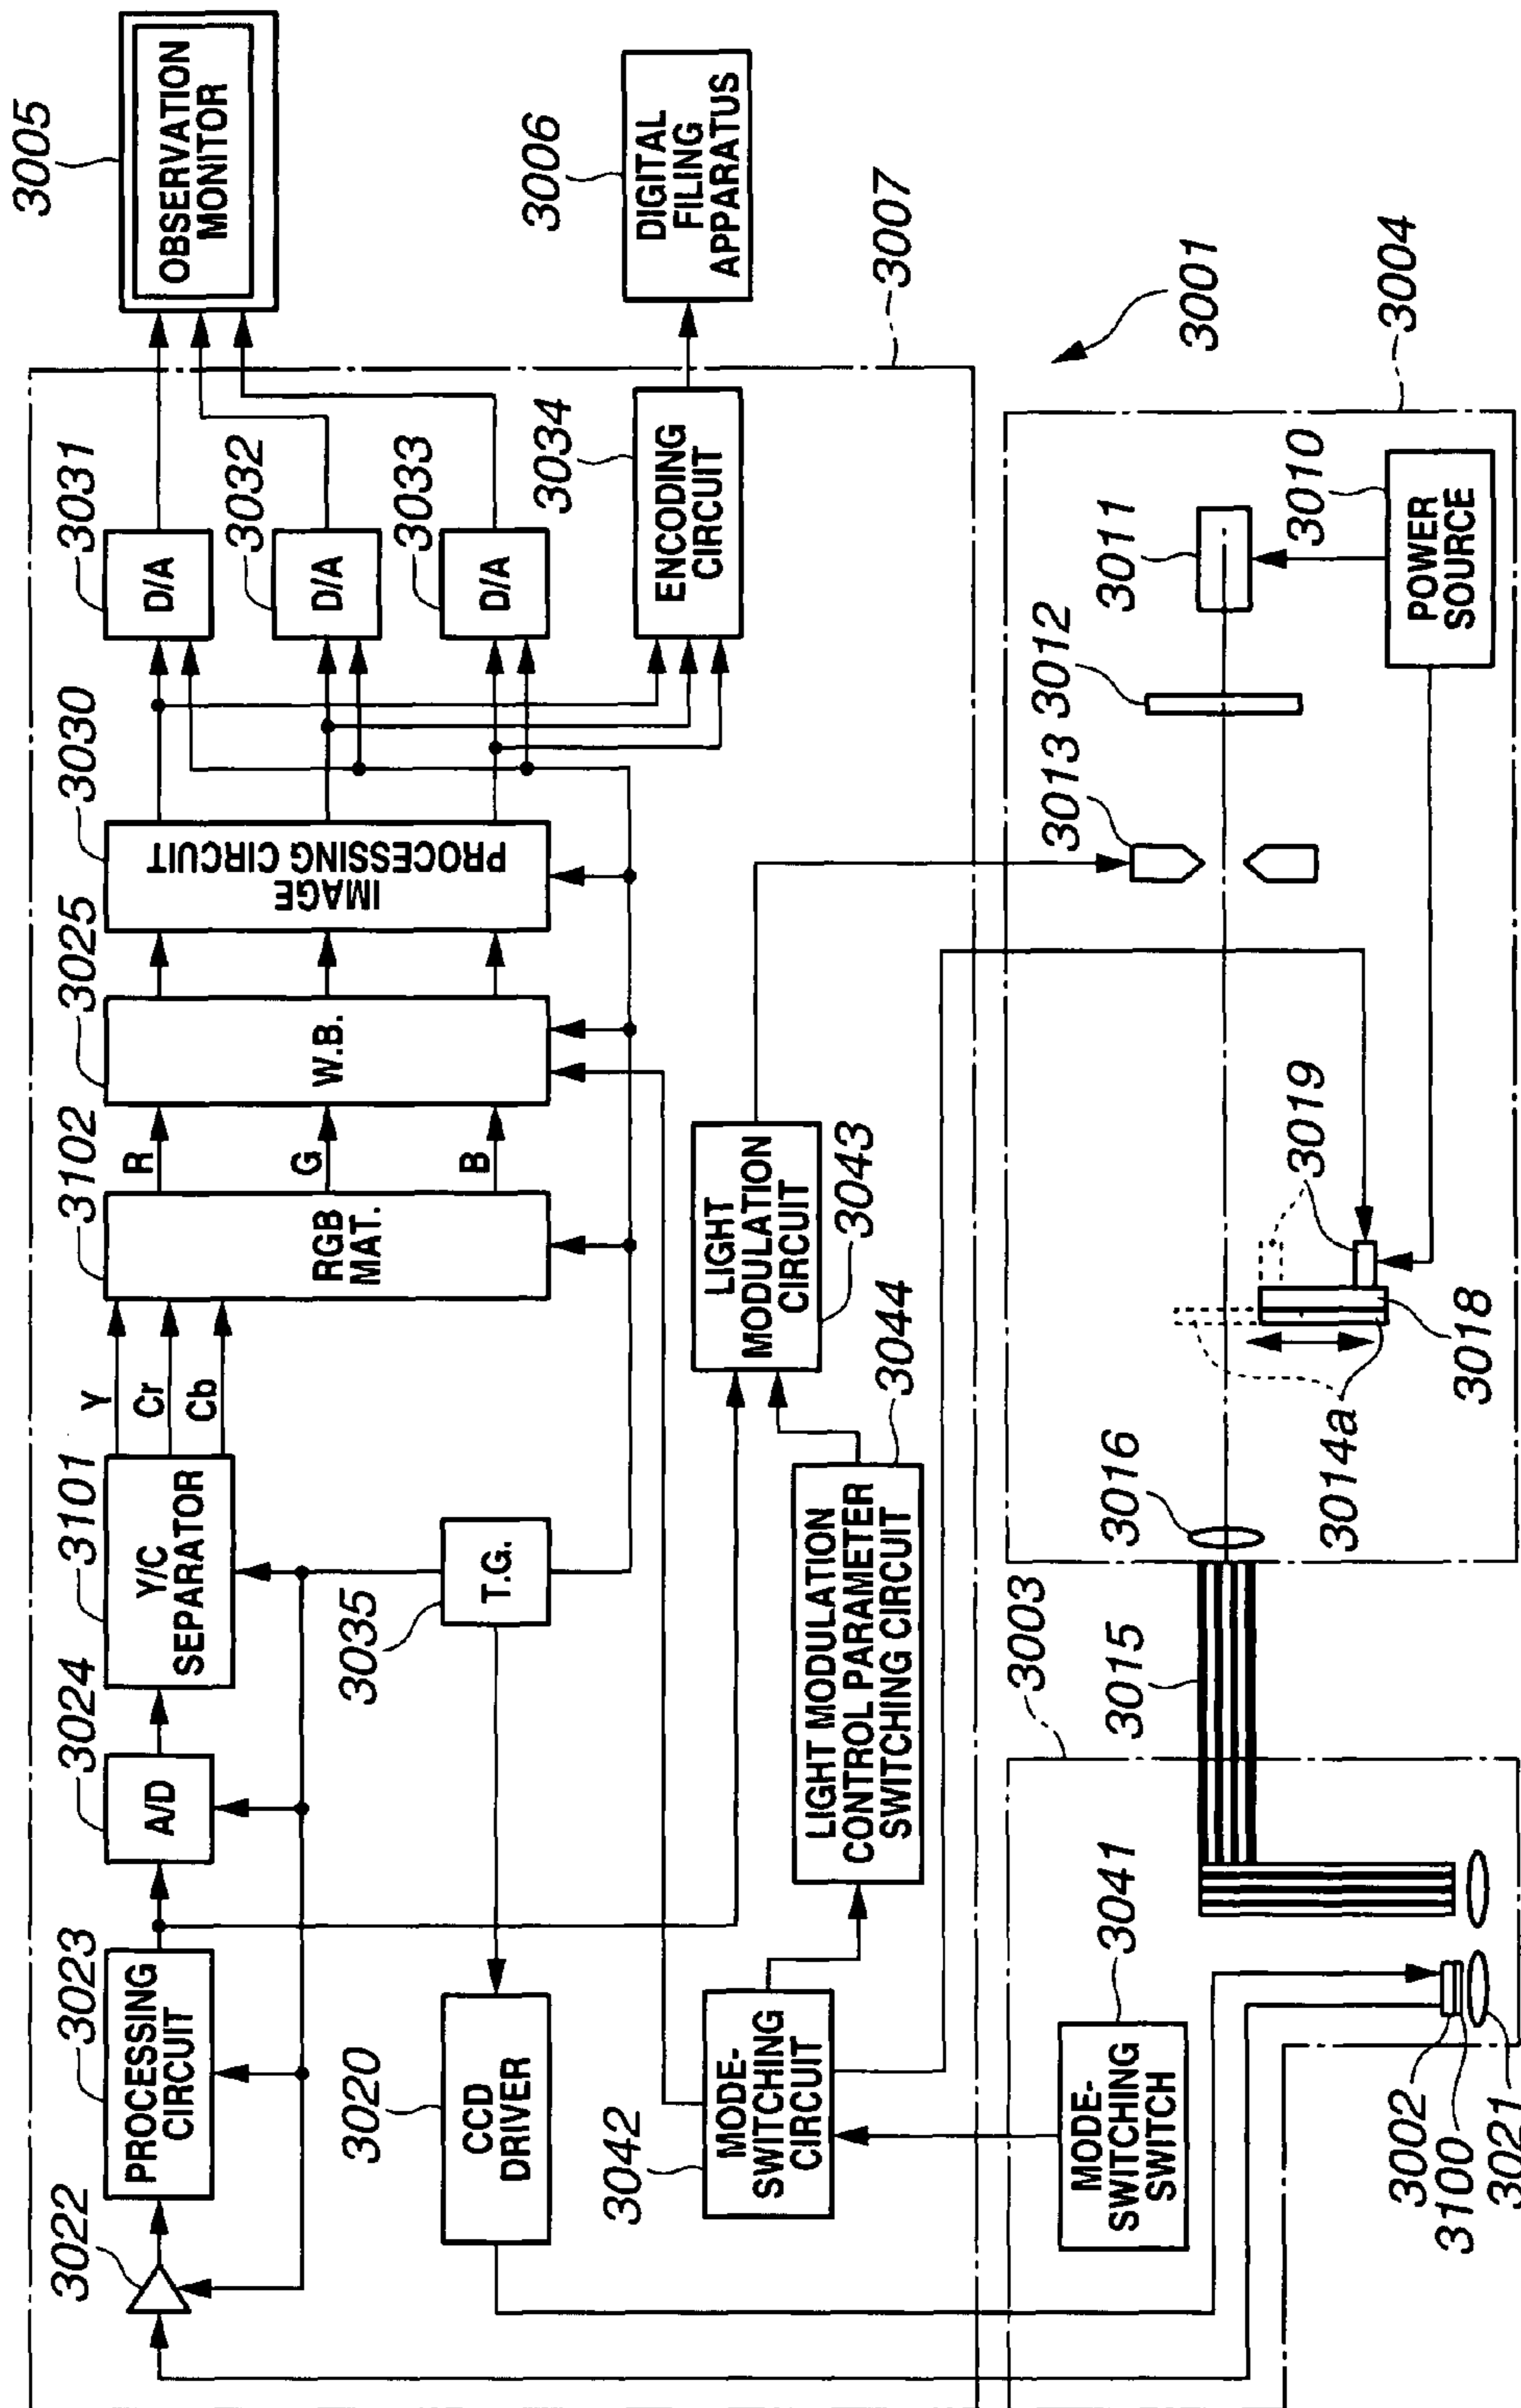 3005
OBSERVATION
MONITOR
3006
DIGITAL
FILING
APPARATUS
3007
3031
D/A
3032
D/A
3033
D/A
3034
ENCODING
CIRCUIT
3030
IMAGE
PROCESSING CIRCUIT
3025
W.B.
3102
RGB
MAT.
R
G
B
Y
Cr
Cb
3101
Y/C
SEPARATOR
3024
A/D
3023
PROCESSING
CIRCUIT
3022
3035
T.G.
3020
CCD
DRIVER
3042
MODE-
SWITCHING
CIRCUIT
LIGHT
MODULATION
CIRCUIT
3043
LIGHT MODULATION
CONTROL PARAMETER
SWITCHING CIRCUIT
3044
3001
3004
3011
3010
POWER
SOURCE
3012
3013
3019
3018
3014a
3016
3015
3003
3041
MODE-
SWITCHING
SWITCH
3002
3100
3021